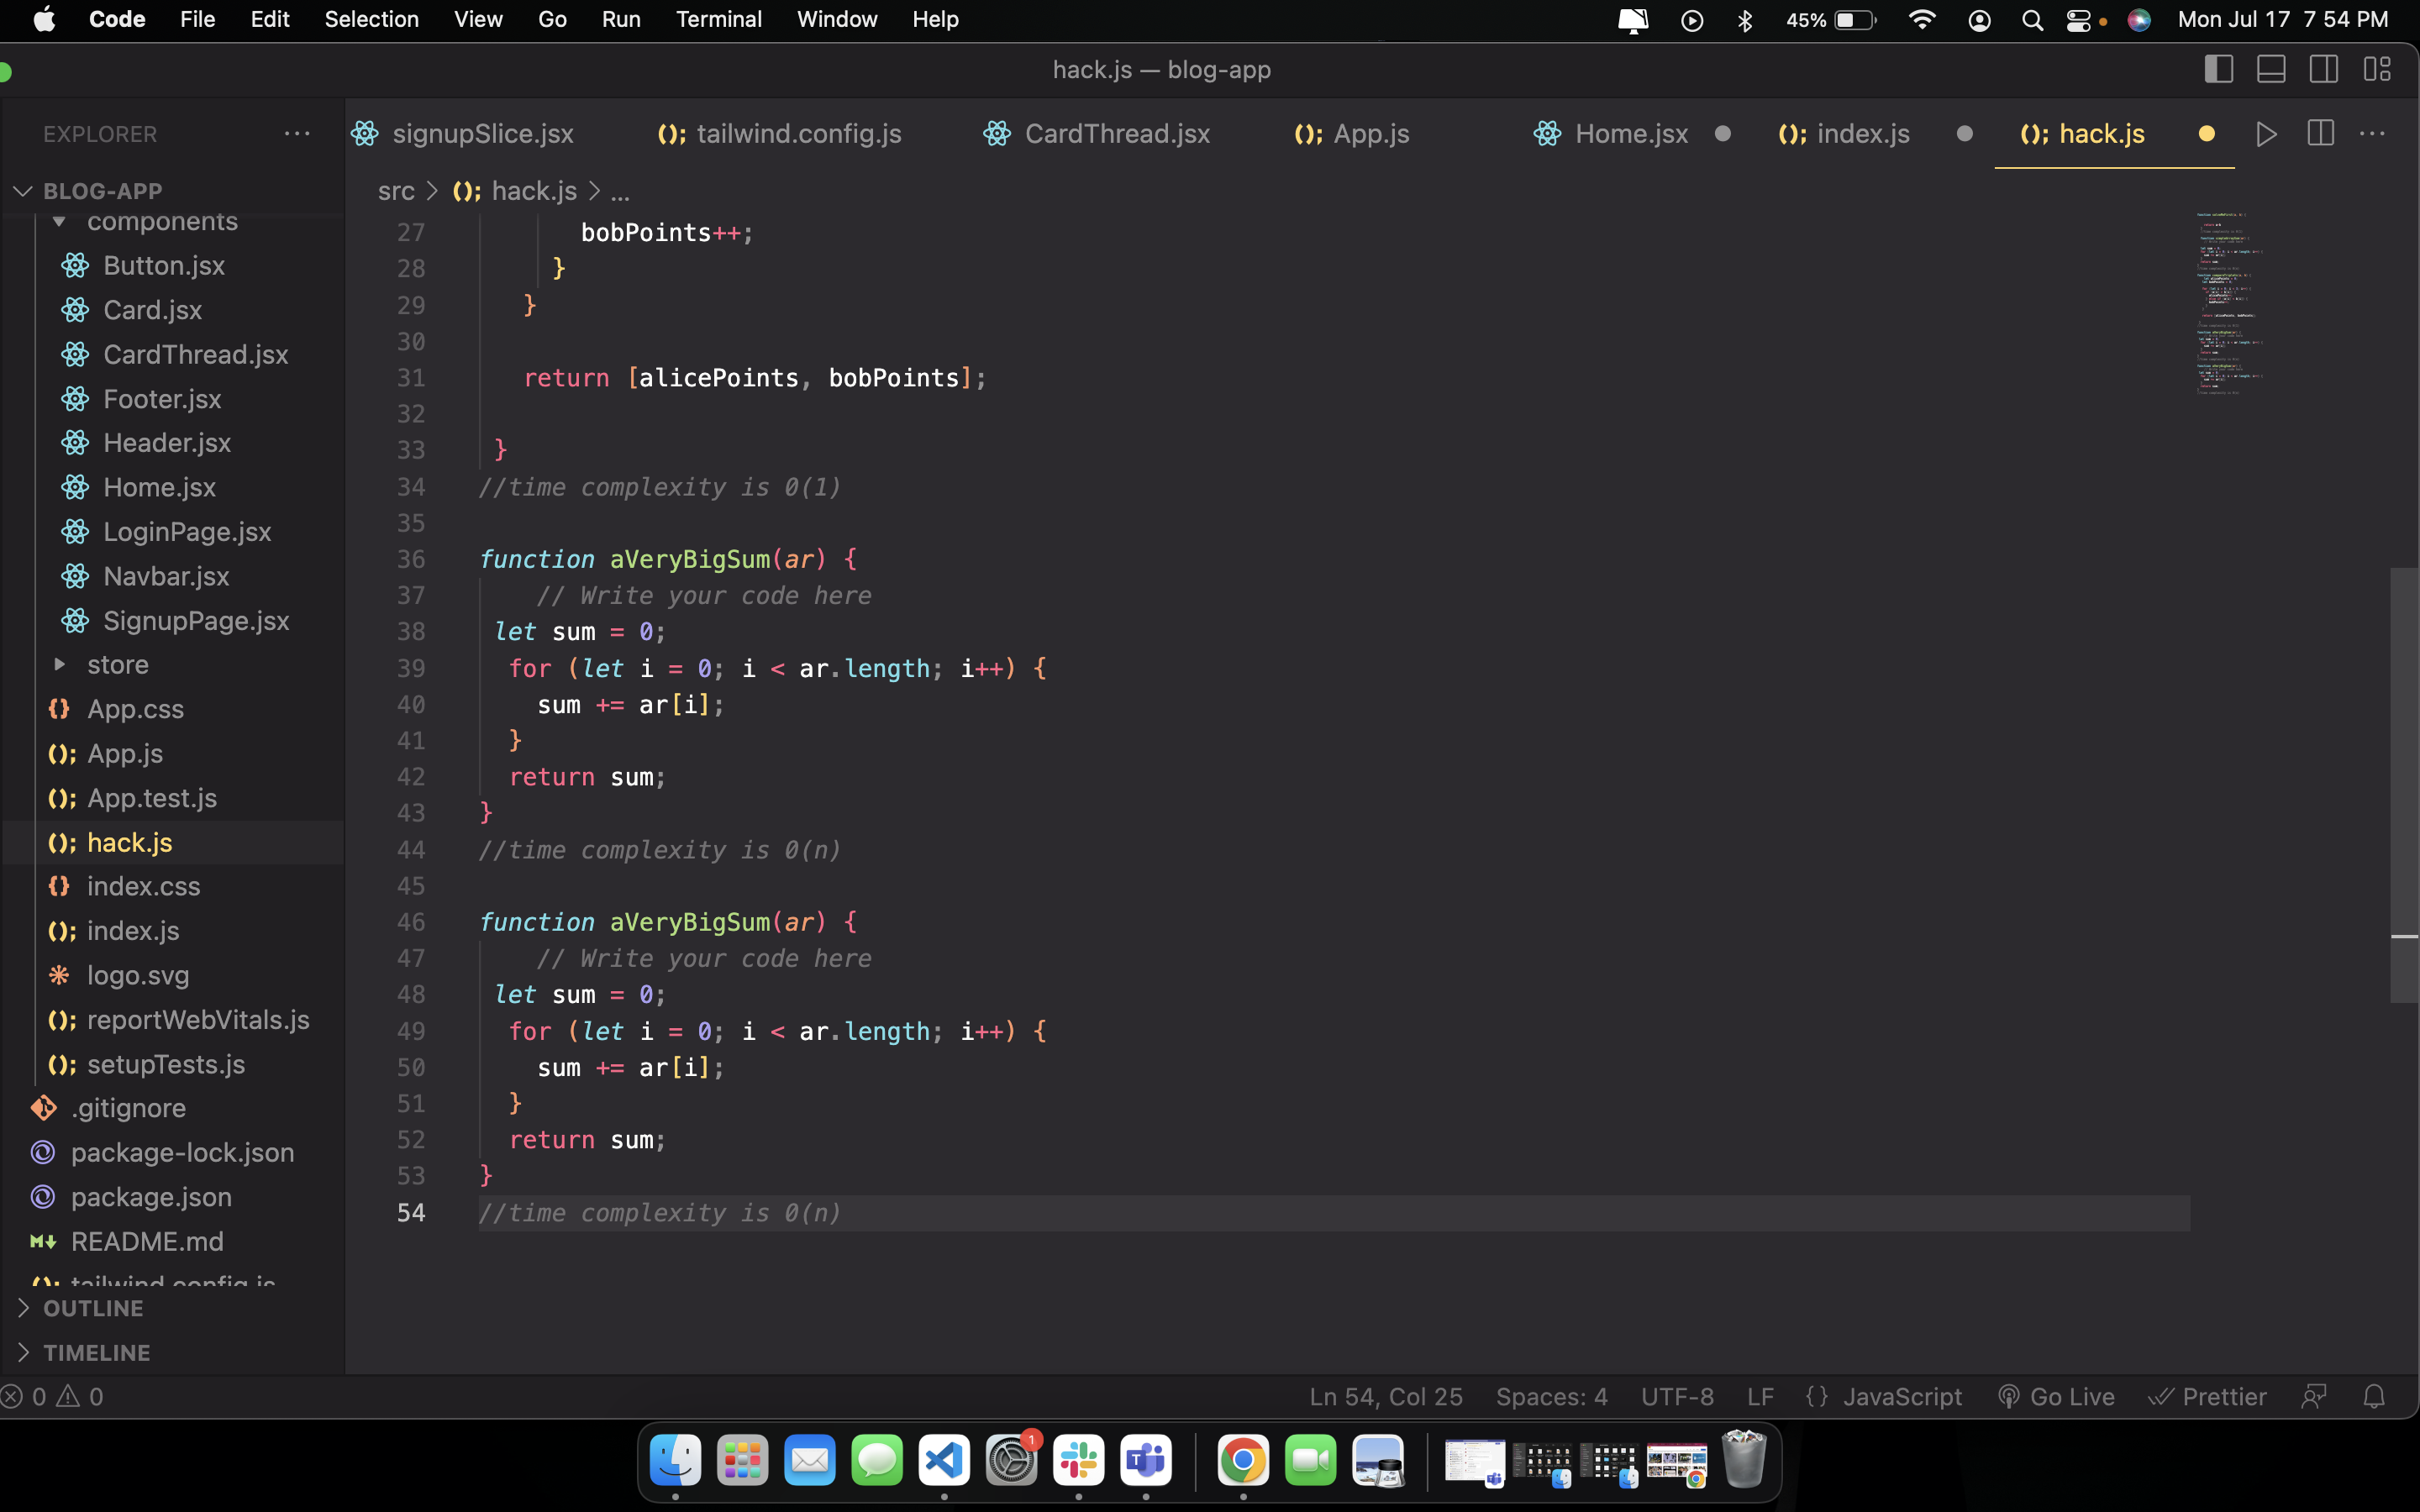 Code File Edit Selection View Go Run Terminal Window Help 45% Mon Jul 17 7 54 PM
hack.js — blog-app
EXPLORER ... signupSlice.jsx tailwind.config.js CardThread.jsx App.js Home.jsx index.js hack.js ...
BLOG-APP
src > hack.js > ...
components
Button.jsx
Card.jsx
CardThread.jsx
Footer.jsx
Header.jsx
Home.jsx
LoginPage.jsx
Navbar.jsx
SignupPage.jsx
store
App.css
App.js
App.test.js
hack.js
index.css
index.js
logo.svg
reportWebVitals.js
setupTests.js
.gitignore
package-lock.json
package.json
README.md
tailwind.config.js
OUTLINE
TIMELINE
27 bobPoints++;
28 }
29 }
30
31 return [alicePoints, bobPoints];
32
33 }
34 //time complexity is 0(1)
35
36 function aVeryBigSum(ar) {
37 // Write your code here
38 let sum = 0;
39 for (let i = 0; i < ar.length; i++) {
40 sum += ar[i];
41 }
42 return sum;
43 }
44 //time complexity is 0(n)
45
46 function aVeryBigSum(ar) {
47 // Write your code here
48 let sum = 0;
49 for (let i = 0; i < ar.length; i++) {
50 sum += ar[i];
51 }
52 return sum;
53 }
54 //time complexity is 0(n)
0 0 Ln 54, Col 25 Spaces: 4 UTF-8 LF {} JavaScript Go Live Prettier
1